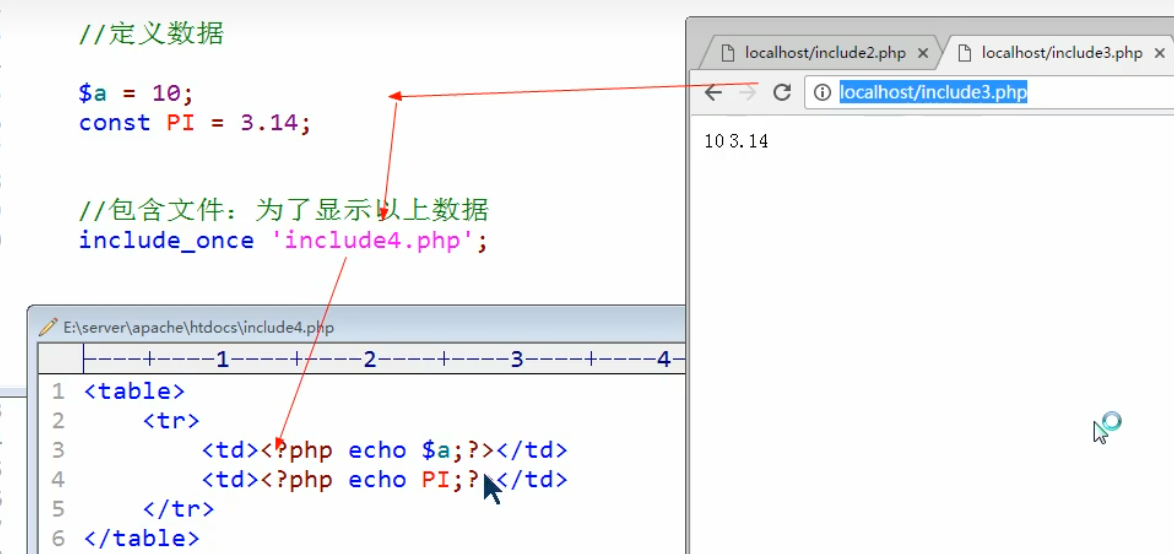 //定义数据
$a = 10;
const PI = 3.14;
//包含文件：为了显示以上数据
include_once 'include4.php';
E:\server\apache\htdocs\include4.php
├----+----1----+----2----+----3----+----4-
1 <table>
2 <tr>
3 <td><?php echo $a;?></td>
4 <td><?php echo PI;?></td>
5 </tr>
6 </table>
localhost/include2.php ×
localhost/include3.php ×
localhost/include3.php
10 3.14